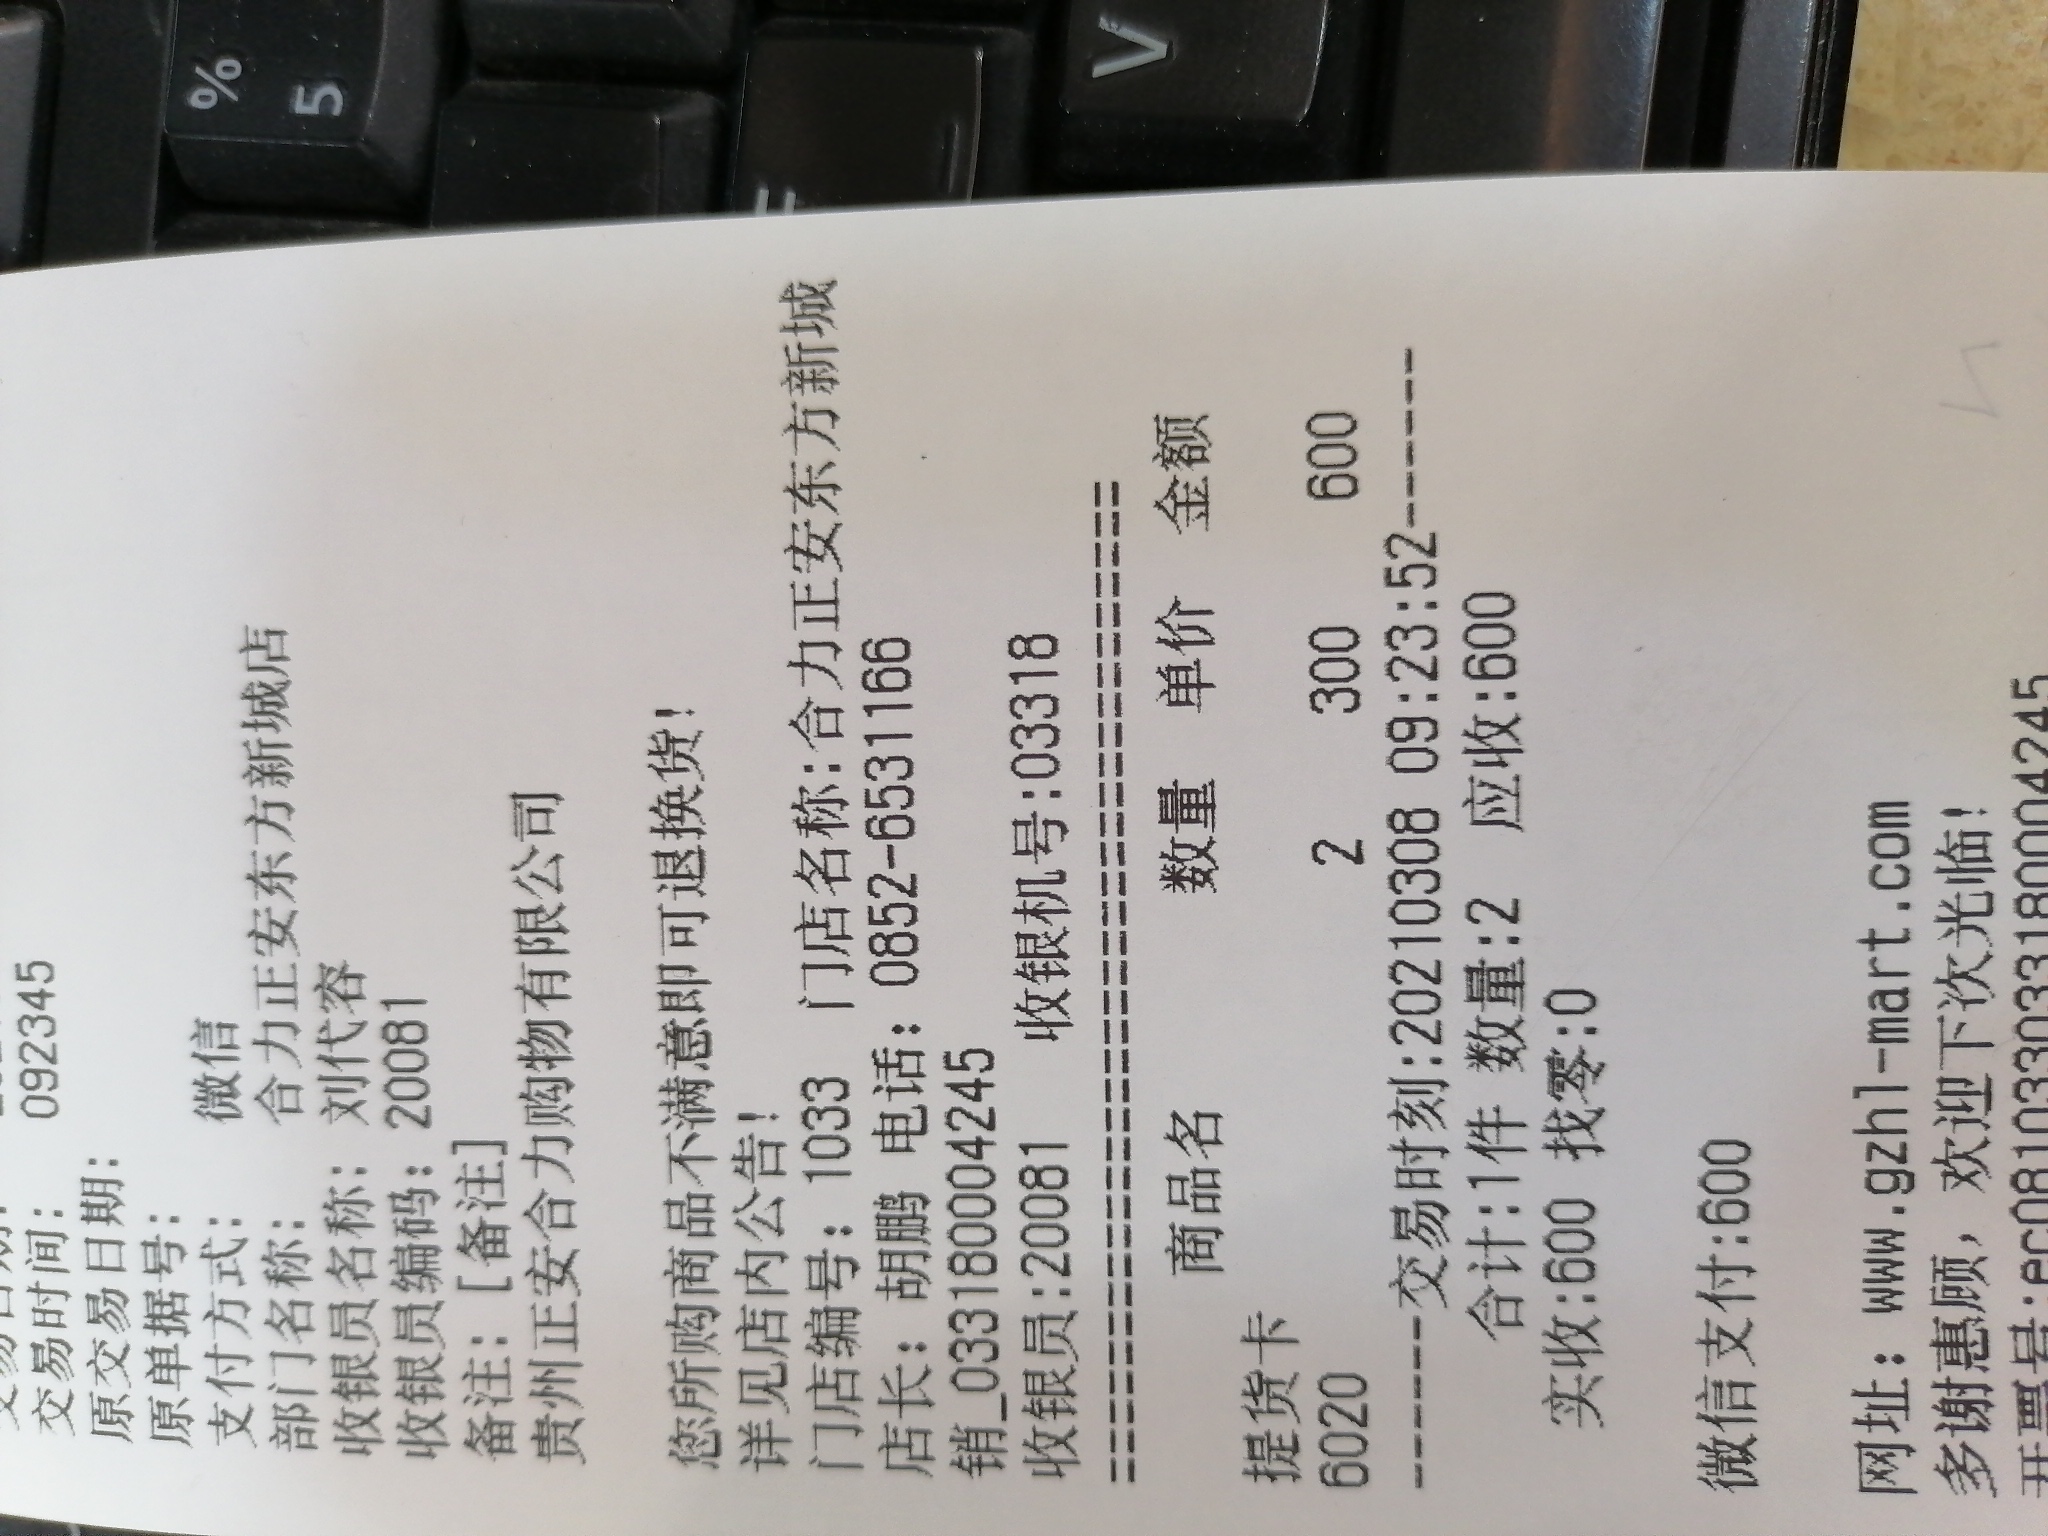 交易时间: 092345
原交易日期:
原单据号:
支付方式: 微信
部门名称: 合力正安东东方新城店
收银员名称: 刘代容
收银员编码: 20081
备注: [备注]
贵州正安合力购物有限公司
您所购商品不满意即可退换货!
详见店内公告!
门店编号: 1033 门店名称:合力正安东东方新城
店长: 胡鹏 电话: 0852-6531166
销_03318000424​5
收银员:20081 收银机号:03318
商品名 数量 单价 金额
提货卡
6020 2 300 600
-------交易时刻:20210308 09:23:52-------
合计:1件 数量:2 应收:600
实收:600 找零:0
微信支付:600
网址: www.gzhl-mart.com
多谢惠顾, 欢迎下次光临!
%
5
V